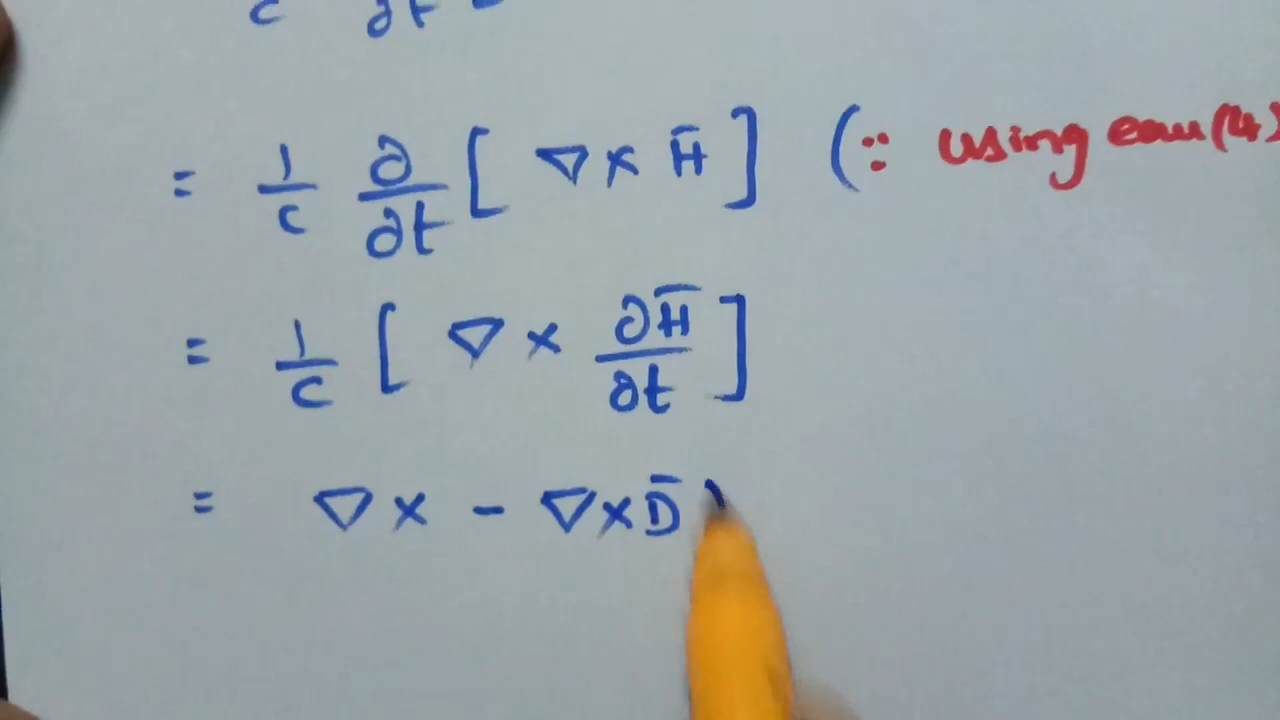 c ∂t
= 1/c ∂/∂t [ ∇ × H̄ ] (∵ using eqn (4)
= 1/c [ ∇ × ∂H̄/∂t ]
= ∇ × - ∇ × D̄